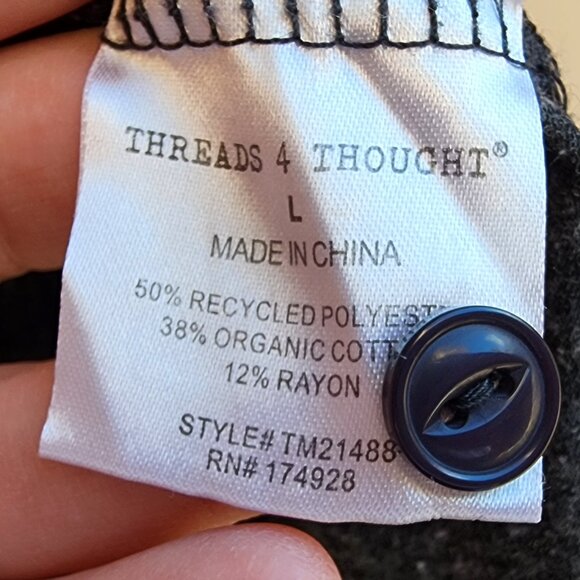 THREADS 4 THOUGHT®
L
MADE IN CHINA
50% RECYCLED POLYEST
38% ORGANIC COTT
12% RAYON
STYLE# TM21488
RN# 174928